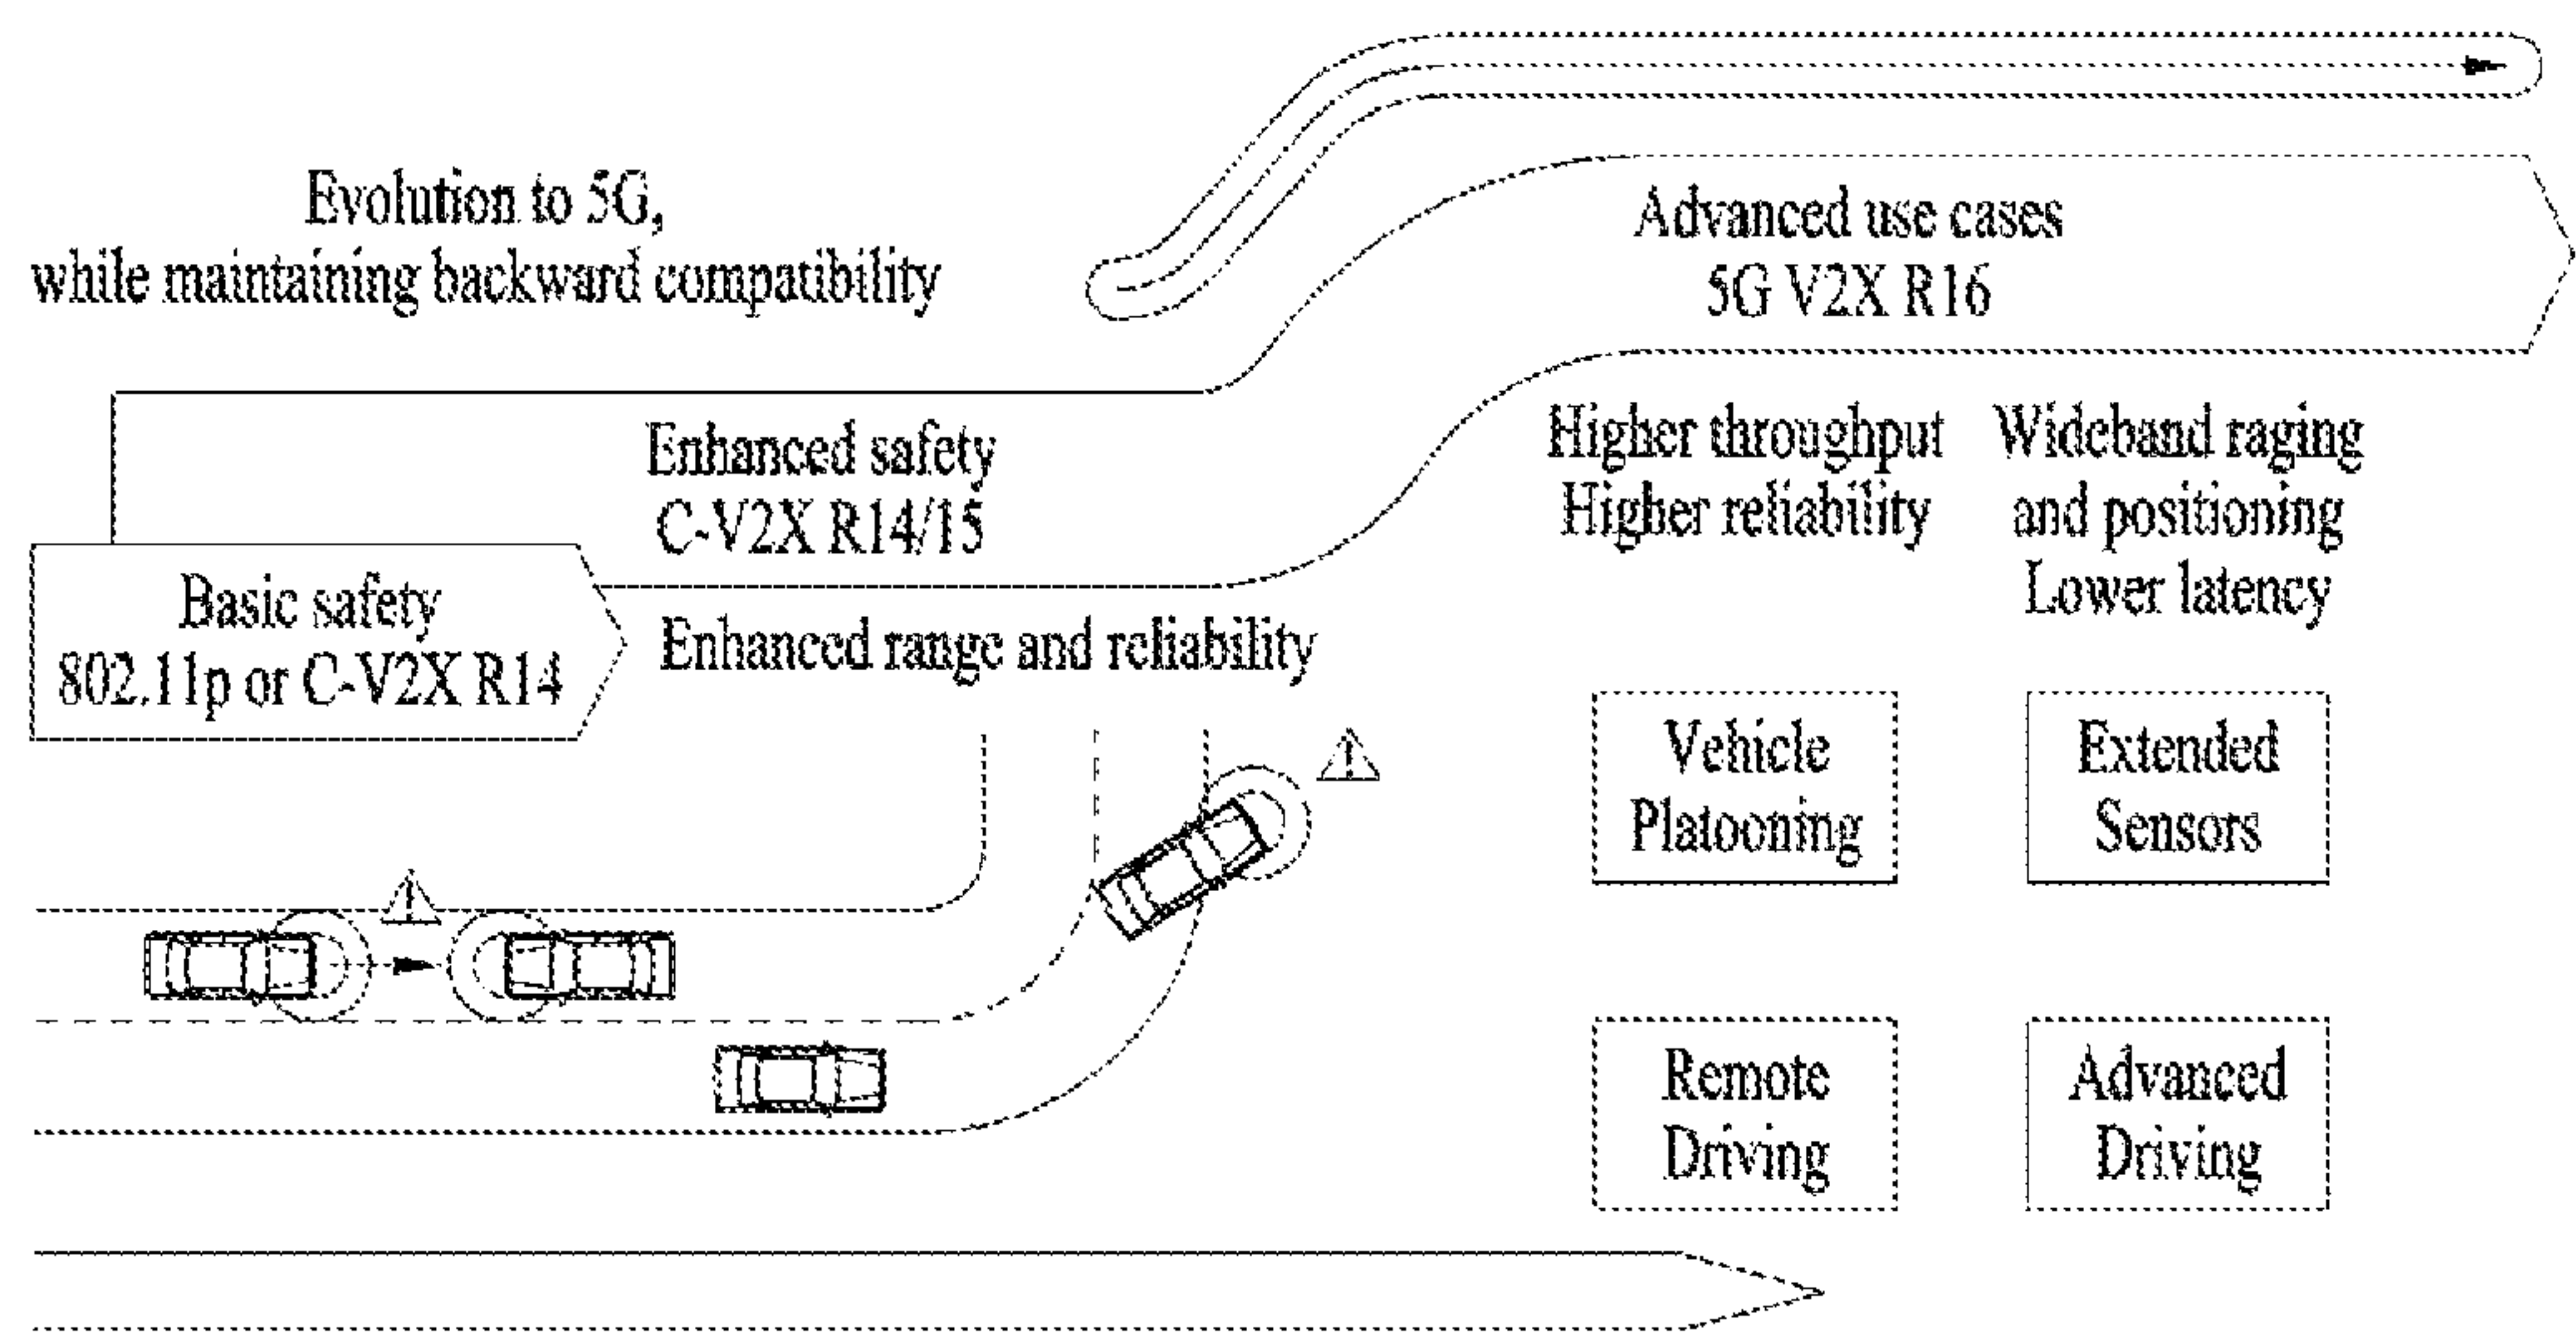 Evolution to 5G,
while maintaining backward compatibility
Advanced use cases
5G V2X R16
Enhanced safety
C-V2X R14/15
Basic safety
802.11p or C-V2X R14
Enhanced range and reliability
Higher throughput
Higher reliability
Wideband raging
and positioning
Lower latency
Vehicle
Platooning
Extended
Sensors
Remote
Driving
Advanced
Driving